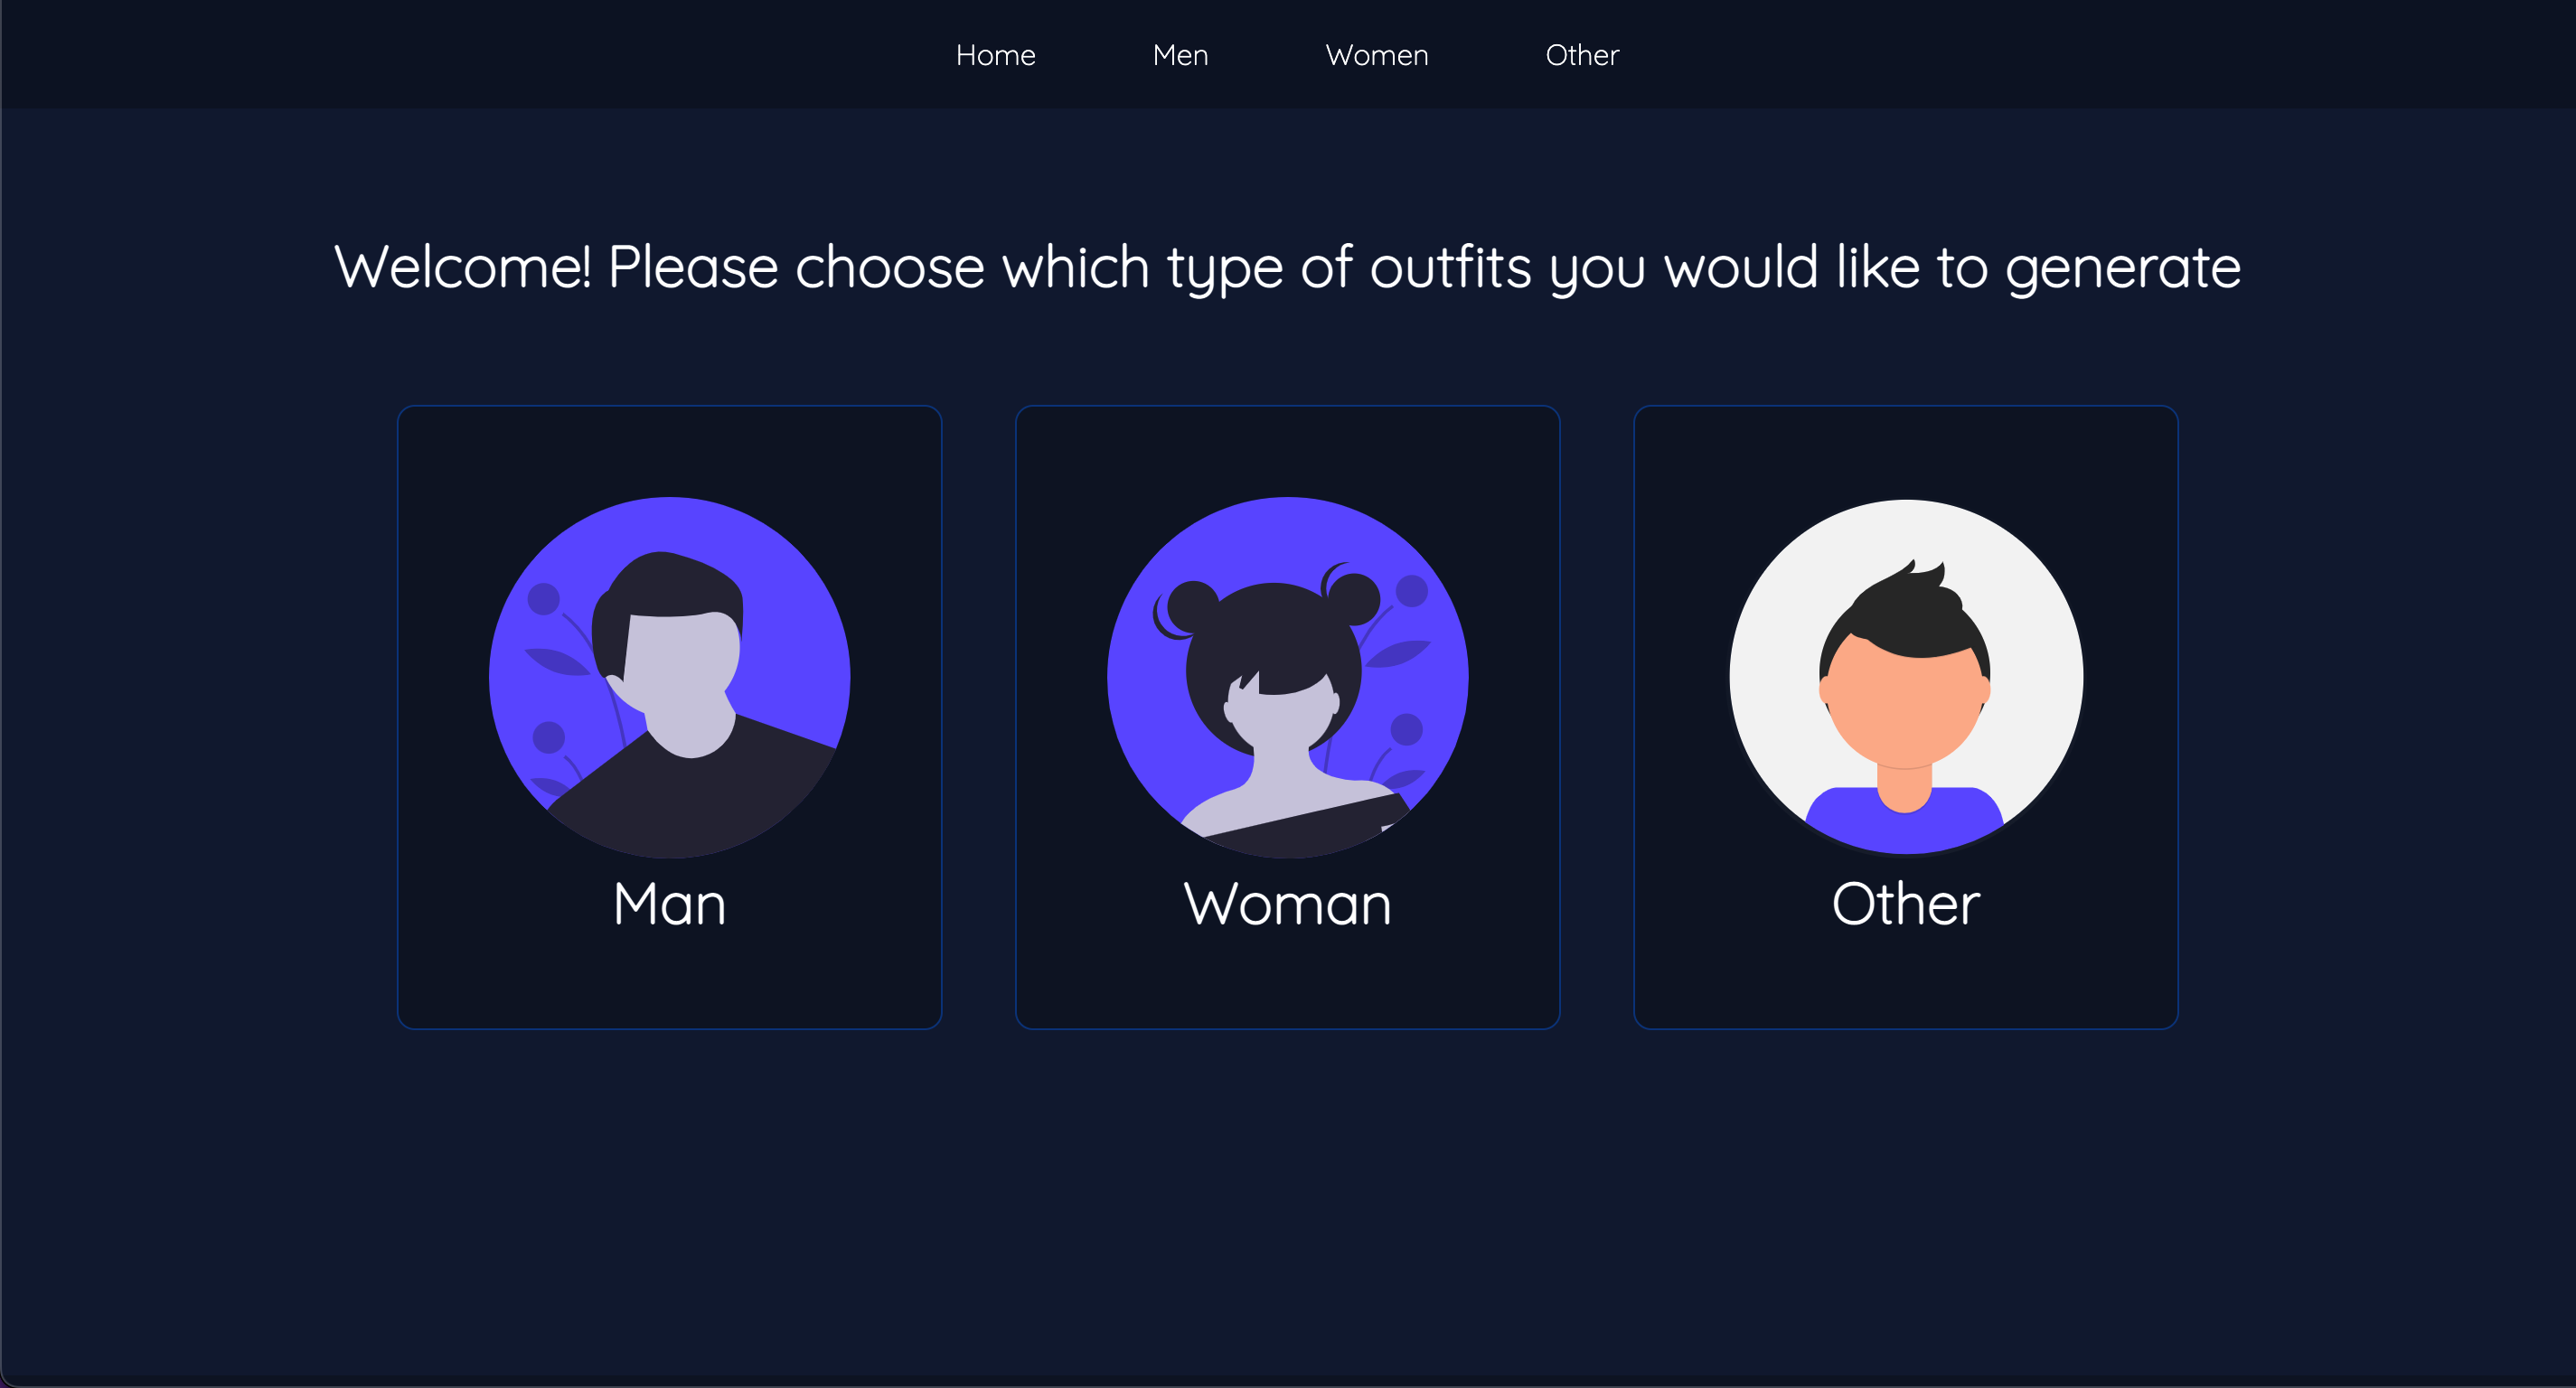 Home Men Women Other
Welcome! Please choose which type of outfits you would like to generate
Man Woman Other